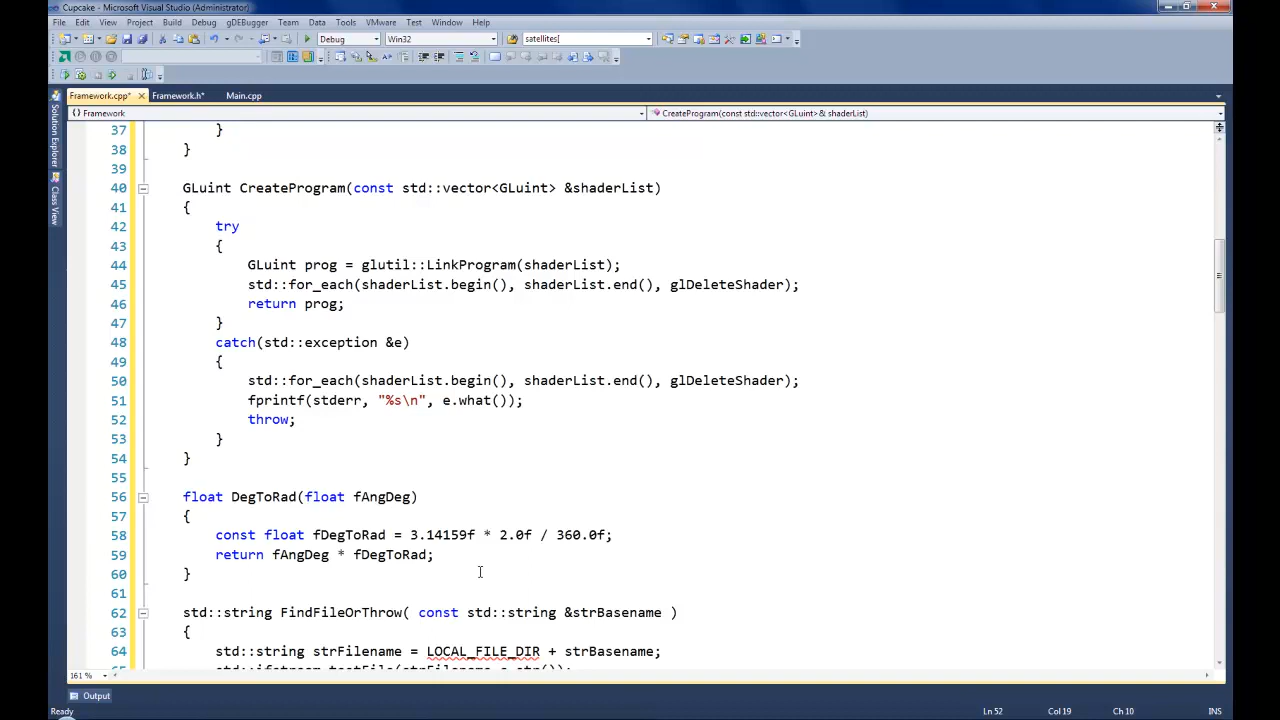 Cupcake - Microsoft Visual Studio (Administrator)
File Edit View Project Build Debug gDEBugger Team Data Tools VMware Test Window Help
Debug Win32 satellites[
Framework.cpp* Framework.h* Main.cpp
{ } Framework CreateProgram(const std::vector<GLuint>& shaderList)
Solution Explorer
Class View
37 }
38 }
39
40 GLuint CreateProgram(const std::vector<GLuint> &shaderList)
41 {
42 try
43 {
44 GLuint prog = glutil::LinkProgram(shaderList);
45 std::for_each(shaderList.begin(), shaderList.end(), glDeleteShader);
46 return prog;
47 }
48 catch(std::exception &e)
49 {
50 std::for_each(shaderList.begin(), shaderList.end(), glDeleteShader);
51 fprintf(stderr, "%s\n", e.what());
52 throw;
53 }
54 }
55
56 float DegToRad(float fAngDeg)
57 {
58 const float fDegToRad = 3.14159f * 2.0f / 360.0f;
59 return fAngDeg * fDegToRad;
60 }
61
62 std::string FindFileOrThrow( const std::string &strBasename )
63 {
64 std::string strFilename = LOCAL_FILE_DIR + strBasename;
161 %
Output
Ready Ln 52 Col 19 Ch 10 INS